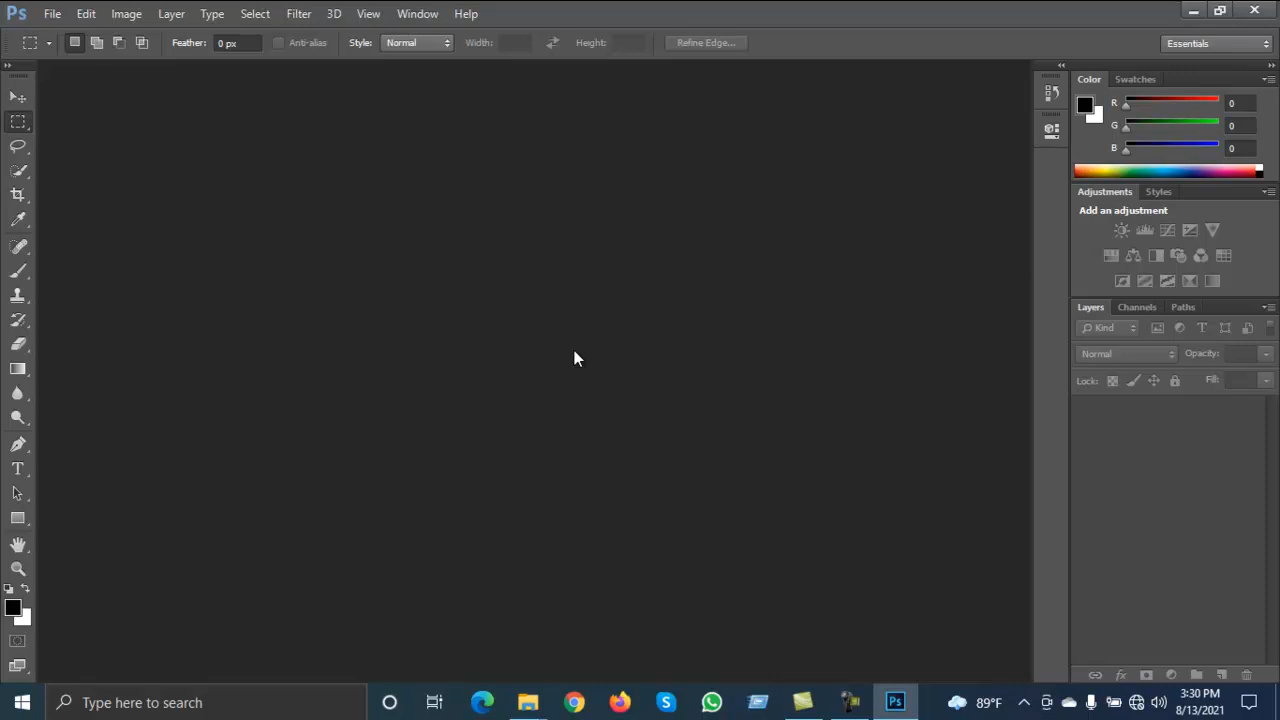 Ps File Edit Image Layer Type Select Filter 3D View Window Help
Feather: 0 px Anti-alias Style: Normal Width: Height: Refine Edge... Essentials
Color Swatches
R 0
G 0
B 0
Adjustments Styles
Add an adjustment
Layers Channels Paths
Kind
Normal Opacity:
Lock: Fill:
T
Type here to search
89°F
Ps
3:30 PM
8/13/2021